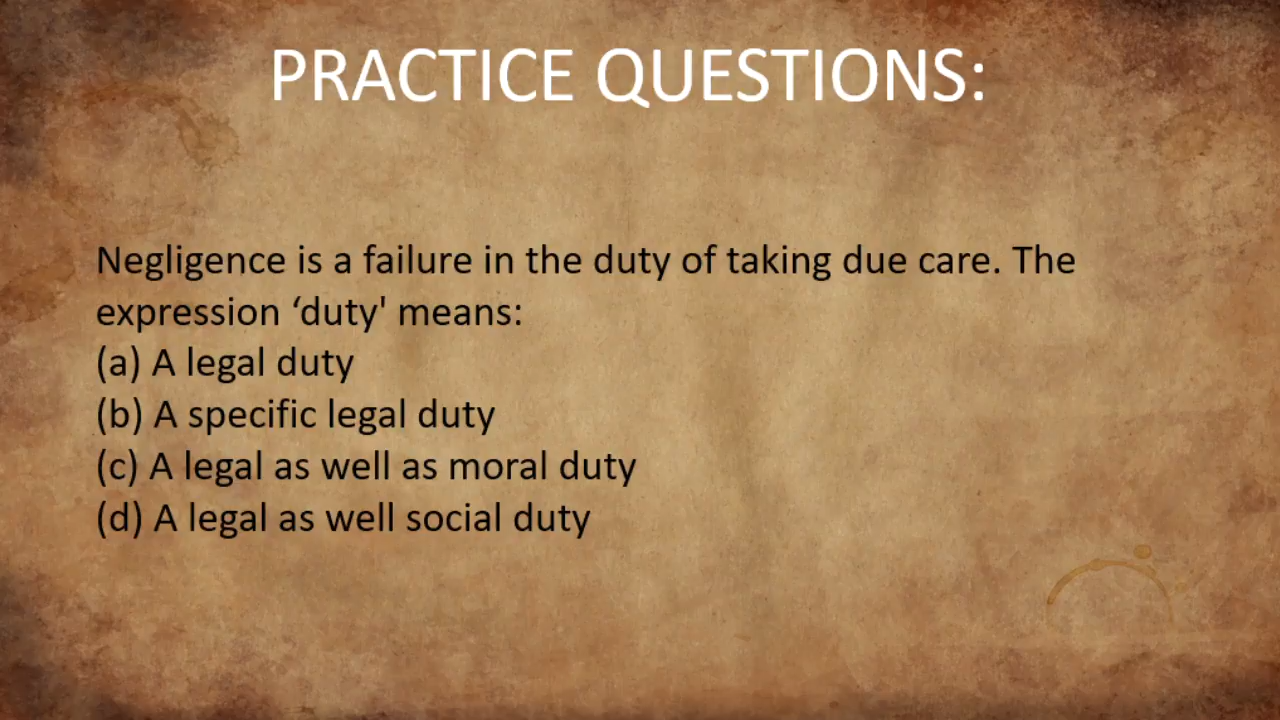 PRACTICE QUESTIONS:
Negligence is a failure in the duty of taking due care. The
expression ‘duty' means:
(a) A legal duty
(b) A specific legal duty
(c) A legal as well as moral duty
(d) A legal as well social duty